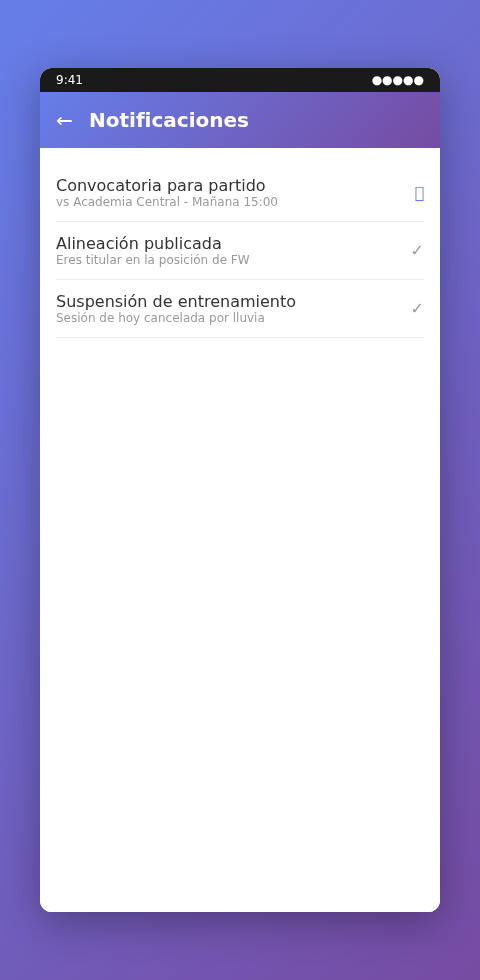 9:41 ●●●●●
← Notificaciones
Convocatoria para partido
vs Academia Central - Mañana 15:00
Alineación publicada
Eres titular en la posición de FW
✓
Suspensión de entrenamiento
Sesión de hoy cancelada por lluvia
✓